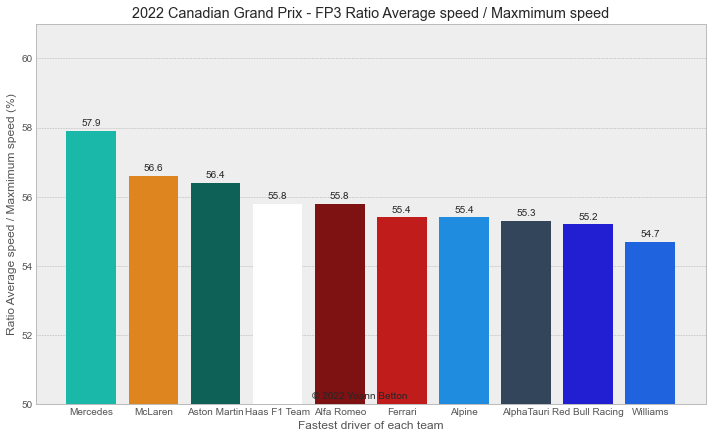 2022 Canadian Grand Prix - FP3 Ratio Average speed / Maxmimum speed
Ratio Average speed / Maxmimum speed (%)
60
58
56
54
52
50
57.9
56.6
56.4
55.8
55.8
55.4
55.4
55.3
55.2
54.7
© 2022 Yoann Betton
Mercedes
McLaren
Aston Martin
Haas F1 Team
Alfa Romeo
Ferrari
Alpine
AlphaTauri
Red Bull Racing
Williams
Fastest driver of each team